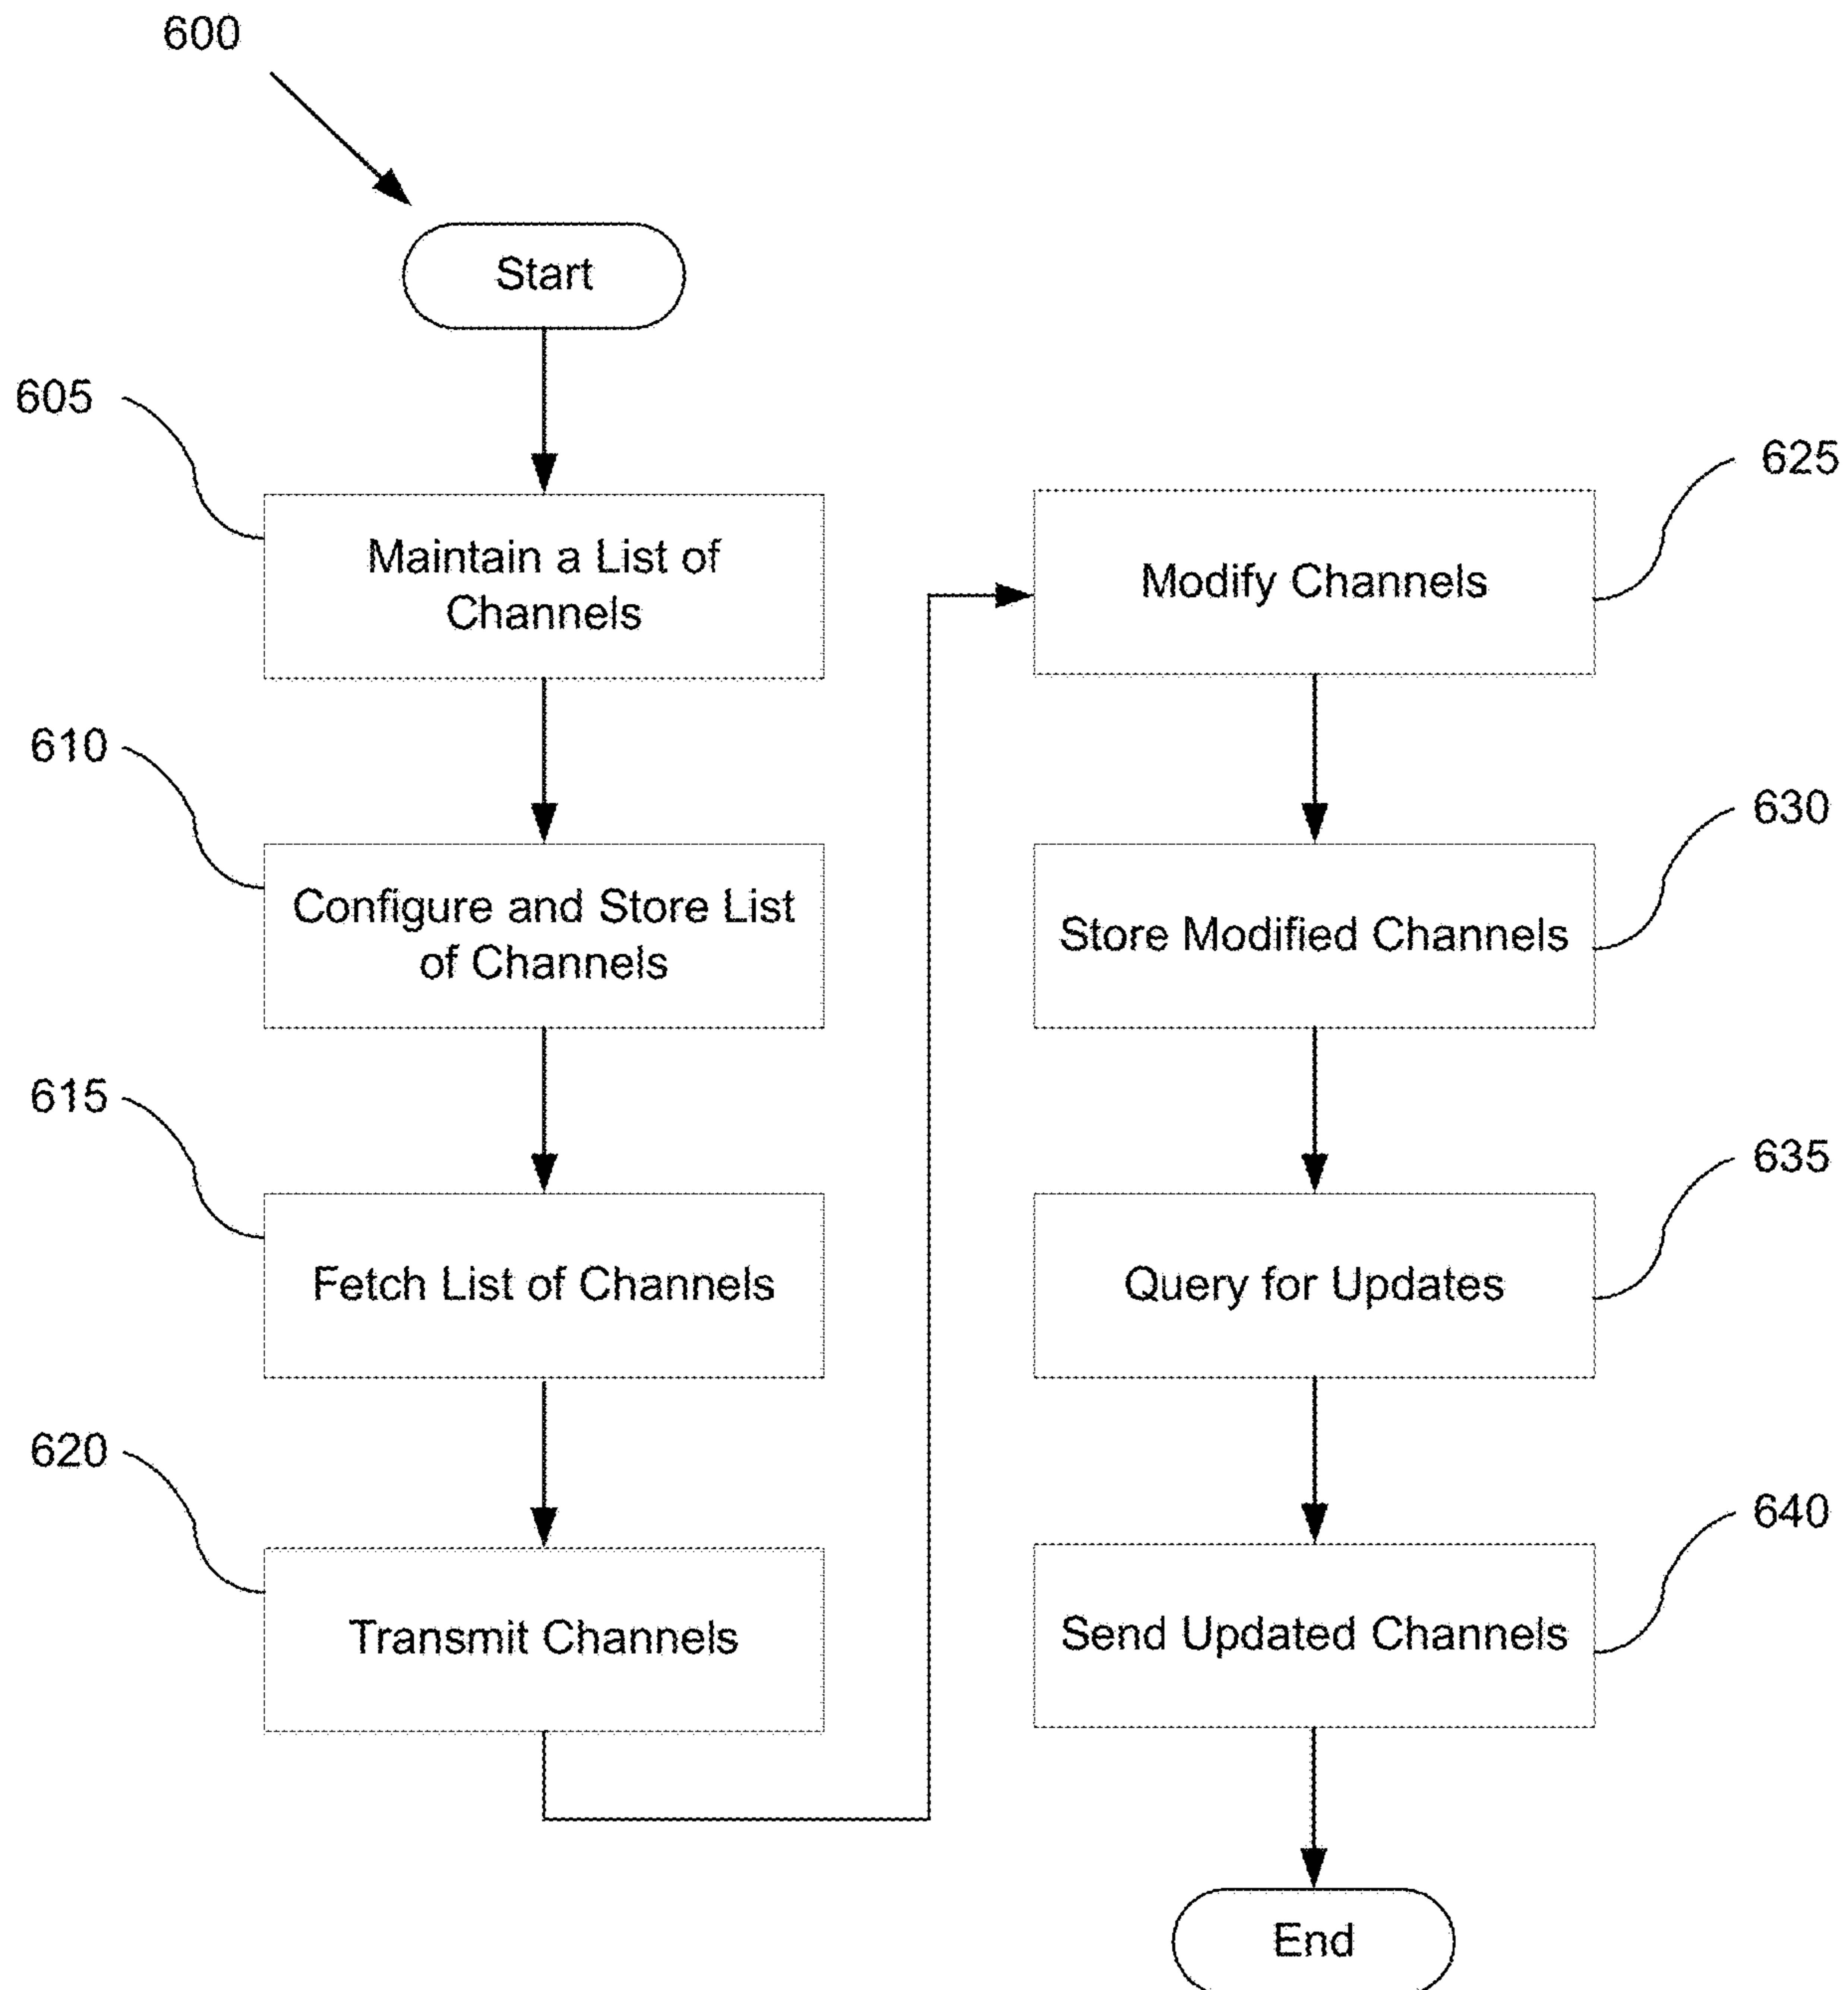 600
Start
605
Maintain a List of
Channels
610
Configure and Store List
of Channels
615
Fetch List of Channels
620
Transmit Channels
625
Modify Channels
630
Store Modified Channels
635
Query for Updates
640
Send Updated Channels
End